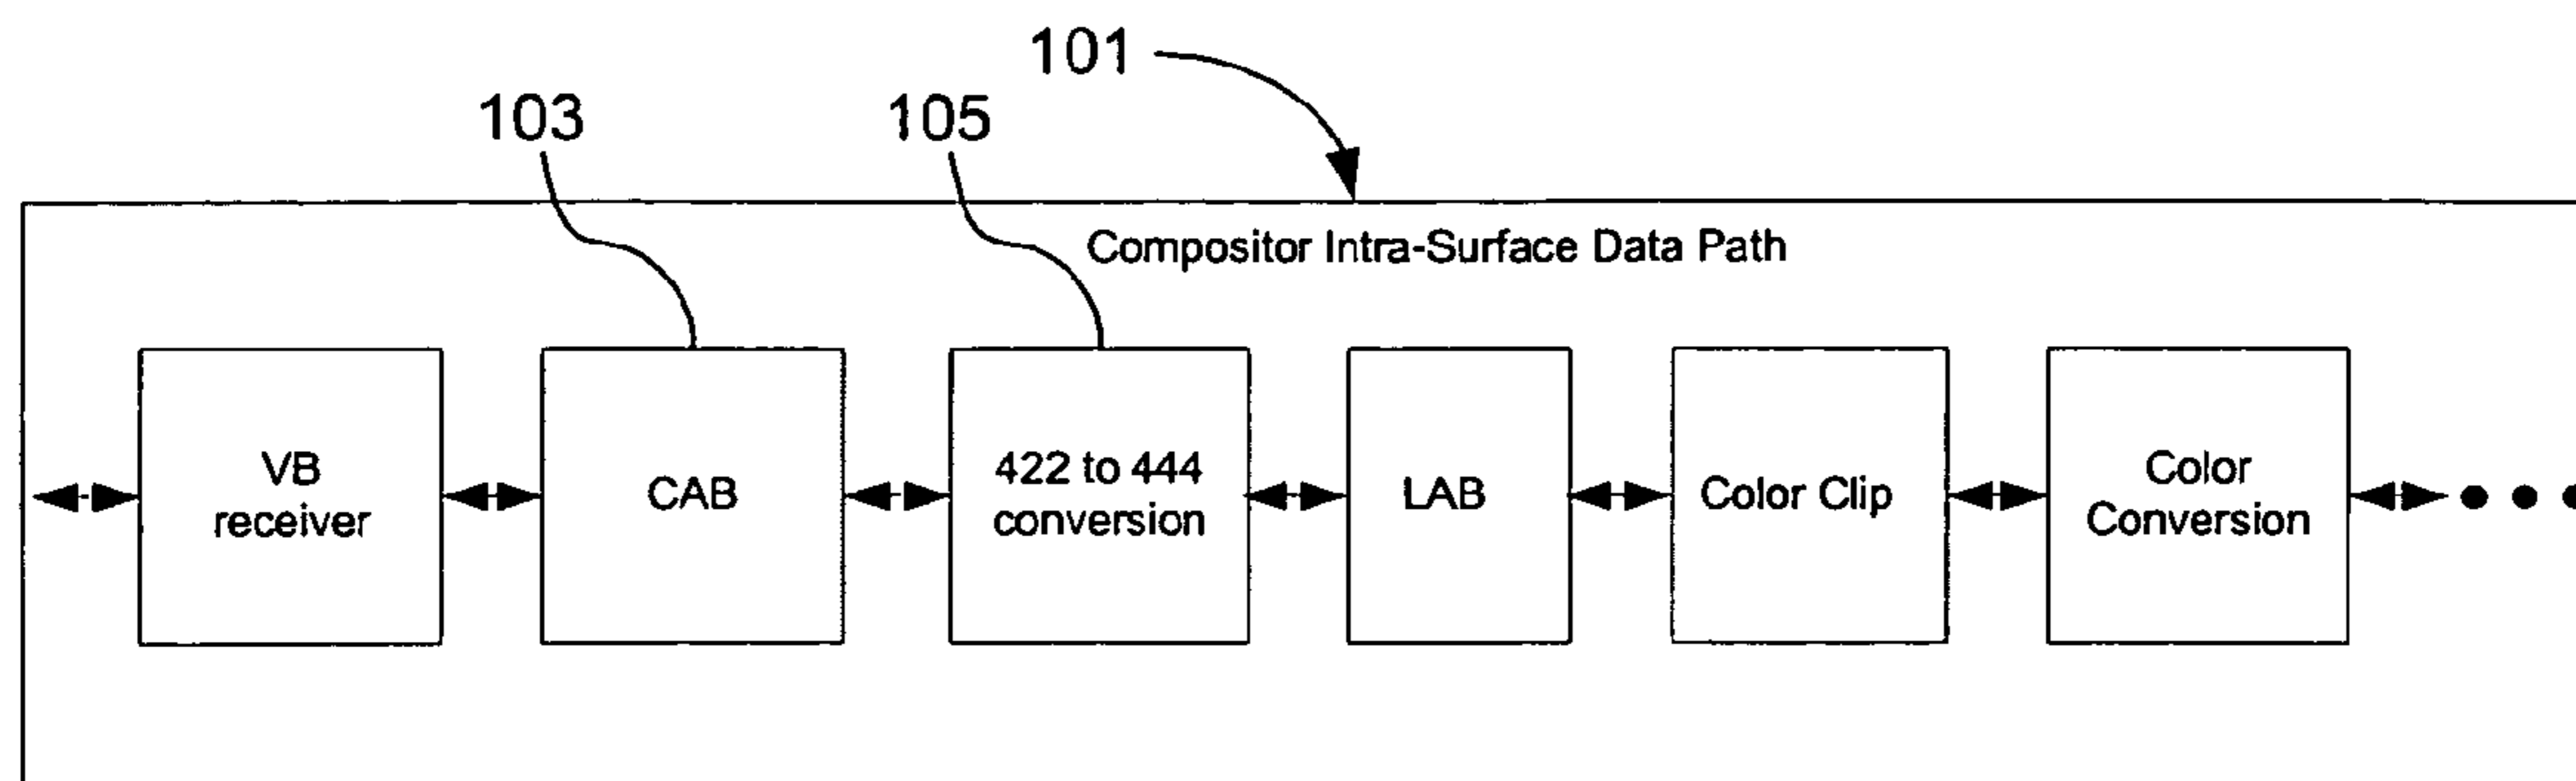 101
103
105
Compositor Intra-Surface Data Path
VB
receiver
CAB
422 to 444
conversion
LAB
Color Clip
Color
Conversion